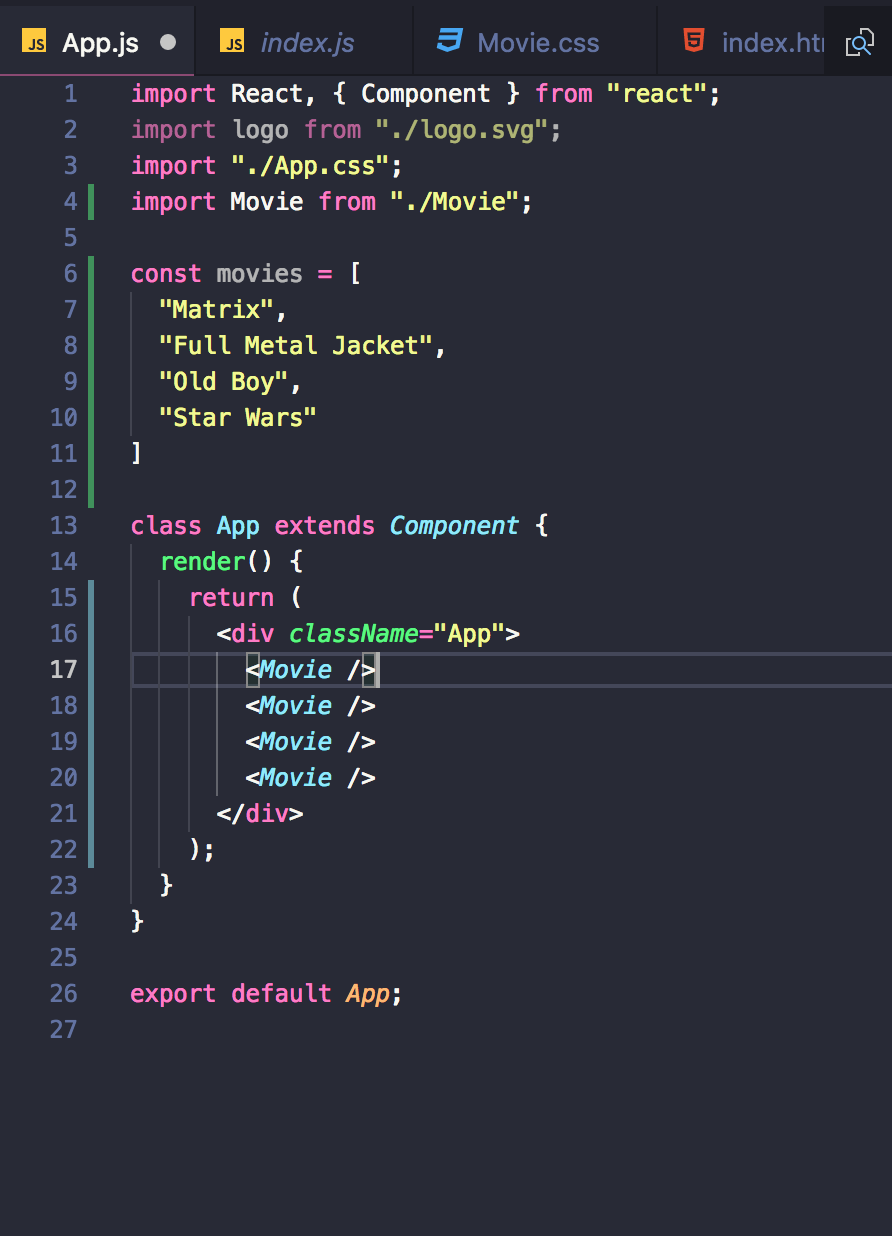 App.js index.js Movie.css index.ht
1 import React, { Component } from "react";
2 import logo from "./logo.svg";
3 import "./App.css";
4 import Movie from "./Movie";
5
6 const movies = [
7   "Matrix",
8   "Full Metal Jacket",
9   "Old Boy",
10   "Star Wars"
11 ]
12
13 class App extends Component {
14   render() {
15     return (
16       <div className="App">
17         <Movie />
18         <Movie />
19         <Movie />
20         <Movie />
21       </div>
22     );
23   }
24 }
25
26 export default App;
27